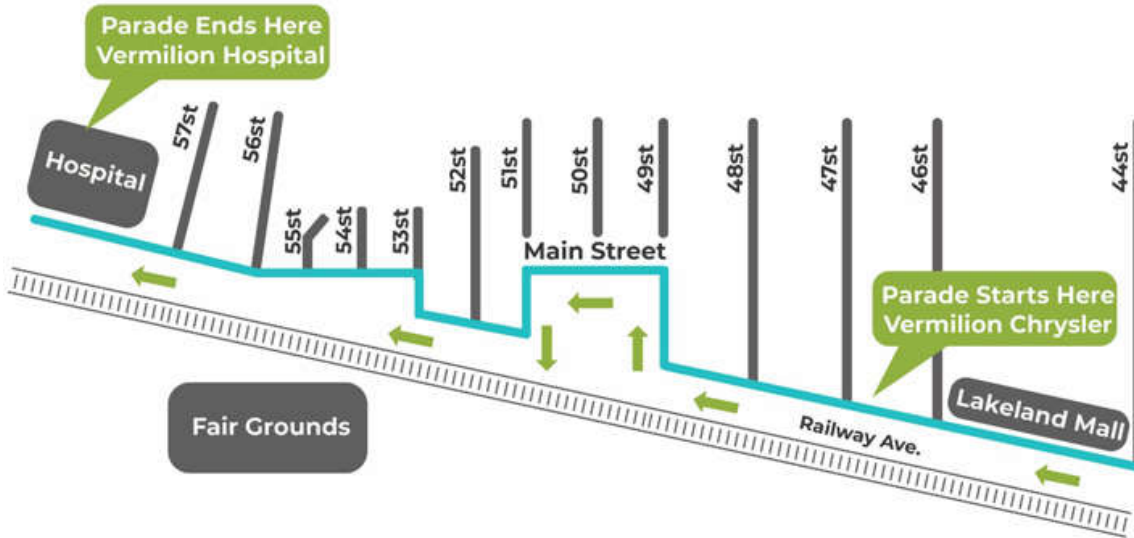 Parade Ends Here
Vermilion Hospital
Hospital
57st
56st
55st
54st
53st
52st
51st
50st
49st
48st
47st
46st
44st
Main Street
Parade Starts Here
Vermilion Chrysler
Lakeland Mall
Railway Ave.
Fair Grounds